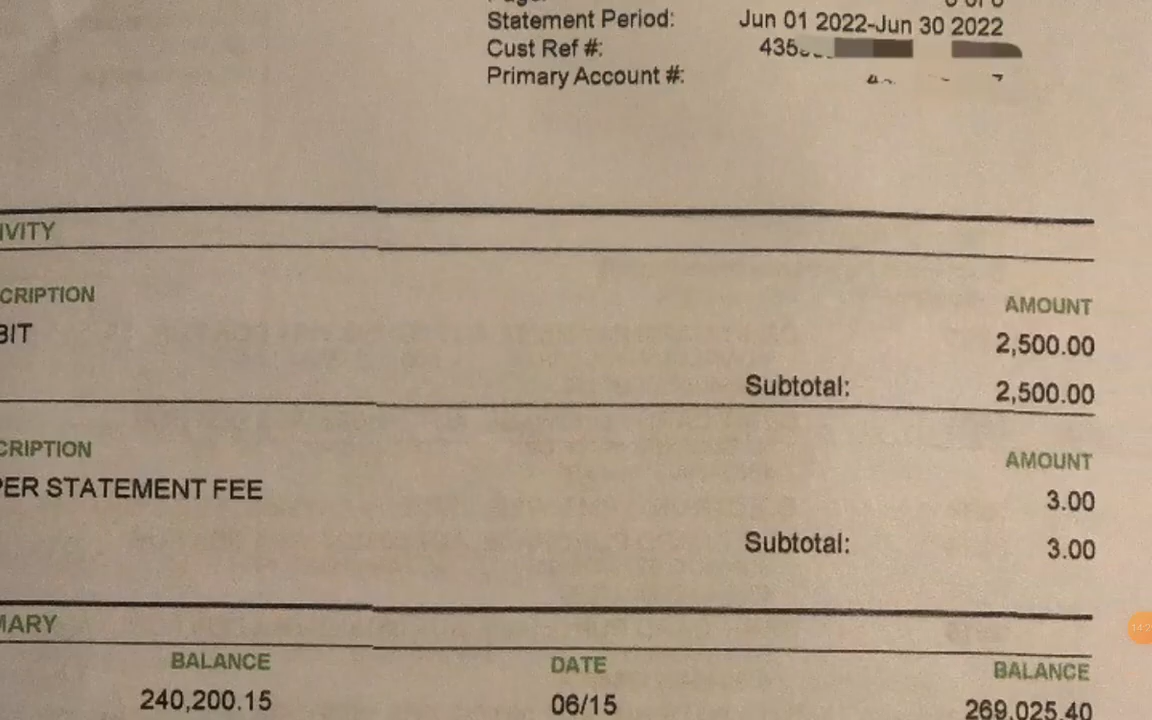 Statement Period: Jun 01 2022-Jun 30 2022
Cust Ref #: 435
Primary Account #:
IVITY
CRIPTION AMOUNT
BIT 2,500.00
Subtotal: 2,500.00
CRIPTION AMOUNT
PER STATEMENT FEE 3.00
Subtotal: 3.00
MARY
BALANCE DATE BALANCE
240,200.15 06/15 269,025.40